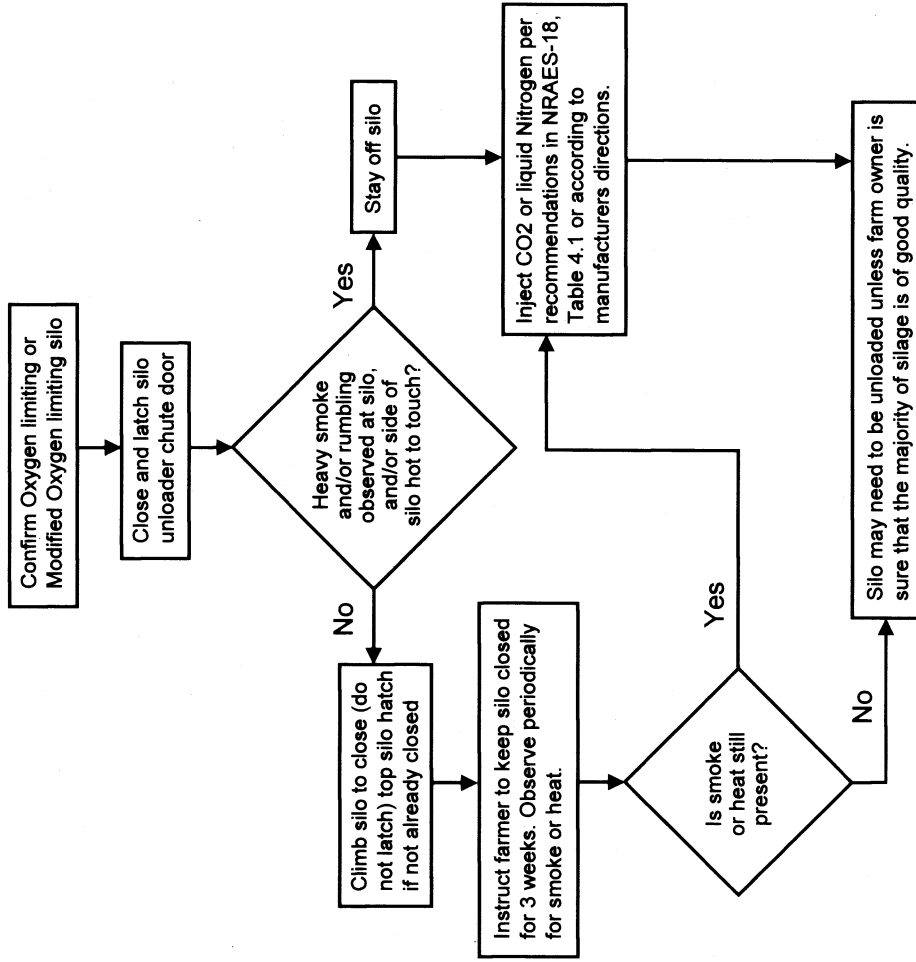 Confirm Oxygen limiting or
Modified Oxygen limiting silo
Close and latch silo
unloader chute door
Heavy smoke
and/or rumbling
observed at silo,
and/or side of
silo hot to touch?
No
Yes
Climb silo to close (do
not latch) top silo hatch
if not already closed
Stay off silo
Instruct farmer to keep silo closed
for 3 weeks. Observe periodically
for smoke or heat.
Inject CO2 or liquid Nitrogen per
recommendations in NRAES-18,
Table 4.1 or according to
manufacturers directions.
Is smoke
or heat still
present?
Yes
No
Silo may need to be unloaded unless farm owner is
sure that the majority of silage is of good quality.